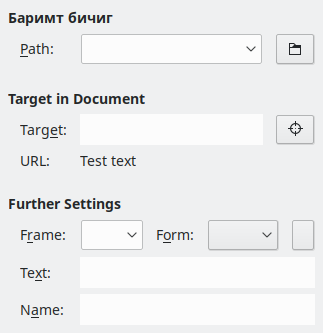 Баримт бичиг
Path:
Target in Document
Target:
URL: Test text
Further Settings
Frame: Form:
Text:
Name: